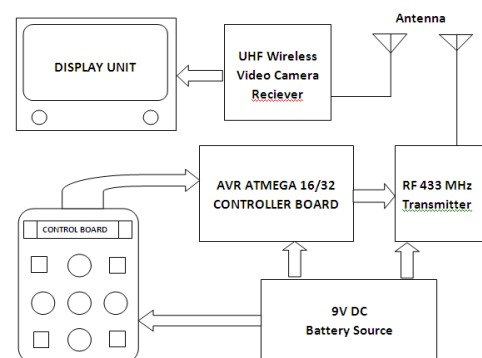 Antenna
DISPLAY UNIT
UHF Wireless
Video Camera
Reciever
AVR ATMEGA 16/32
CONTROLLER BOARD
RF 433 MHz
Transmitter
CONTROL BOARD
9V DC
Battery Source